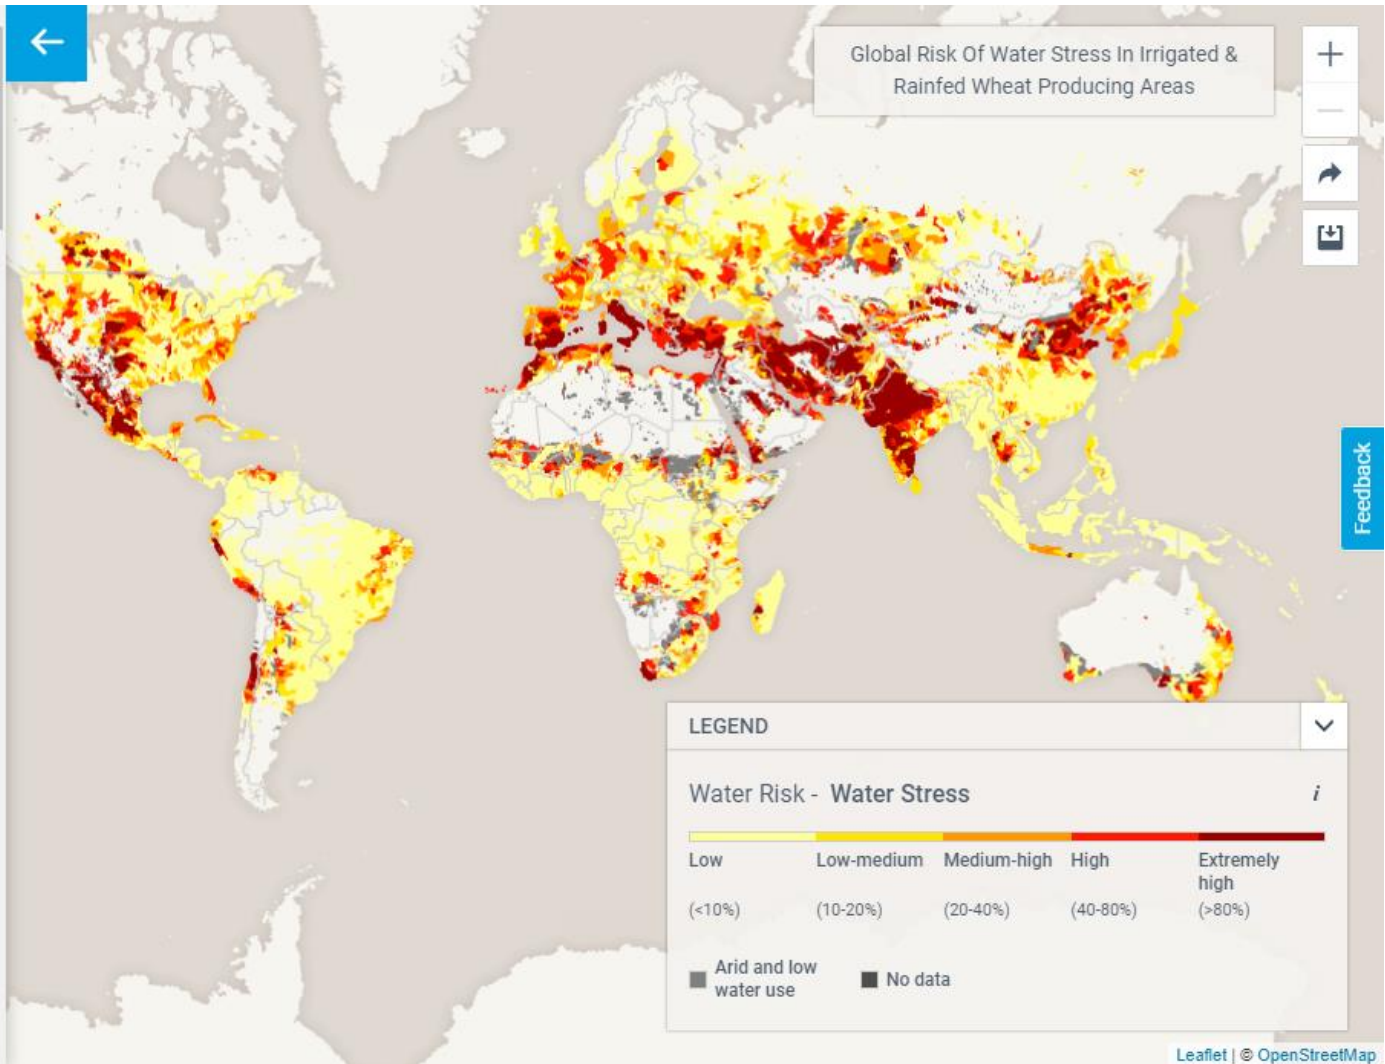 Global Risk Of Water Stress In Irrigated &
Rainfed Wheat Producing Areas
Feedback
LEGEND
Water Risk - Water Stress i
Low Low-medium Medium-high High Extremely
high
(<10%) (10-20%) (20-40%) (40-80%) (>80%)
Arid and low
water use
No data
Leaflet | © OpenStreetMap